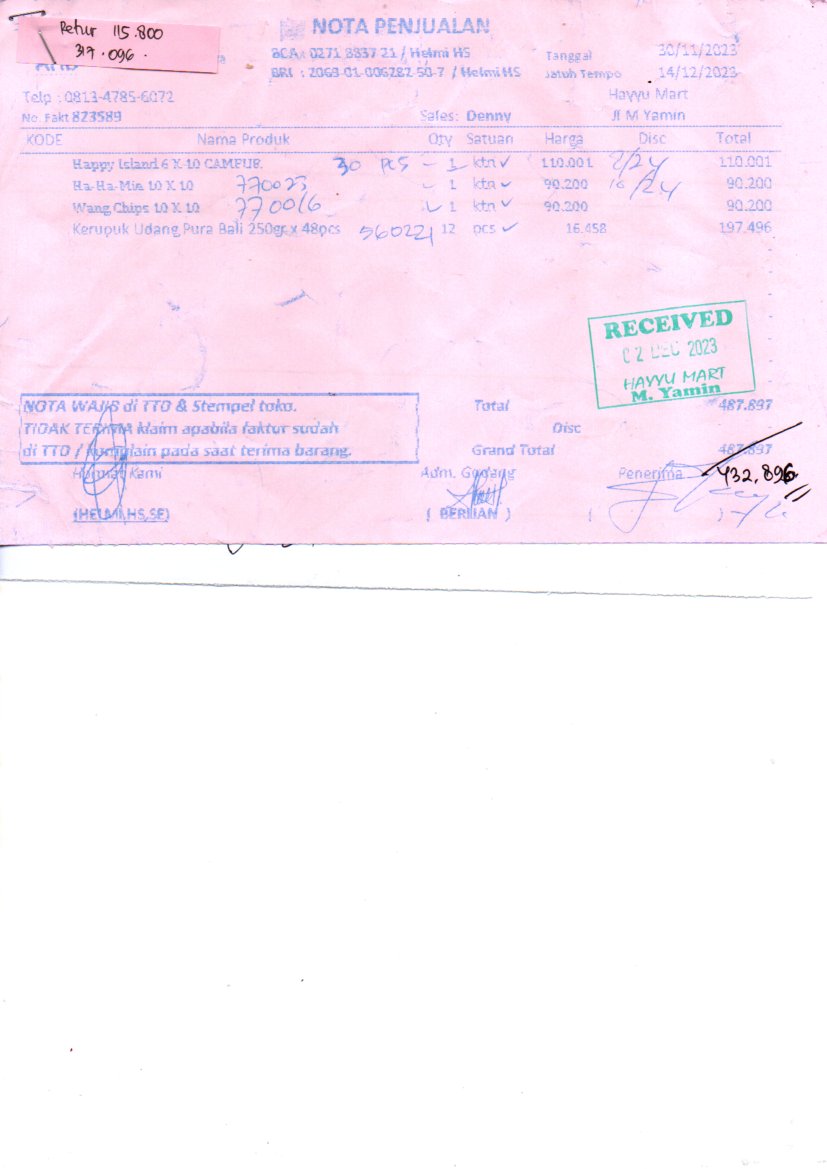 Retur 115.800
317.096.
NOTA PENJUALAN
BCA : 0271 8837 21 / Helmi HS
Tanggal 30/11/2023
BRI : 2068-01-006282-50-7 / Helmi HS
Jatuh Tempo 14/12/2023
Telp : 0813-4785-6072
Hayyu Mart
No. Fakt 823589
Sales: Denny
Jl M Yamin
KODE Nama Produk Qty Satuan Harga Disc Total
Happy Island 6 X 10 CAMPUR 30 PCS 1 ktn 110.001 2/24 110.001
Ha-Ha-Mie 10 X 10 770023 1 ktn 90.200 16/24 90.200
Wang Chips 10 X 10 770016 1 ktn 90.200 90.200
Kerupuk Udang Pura Bali 250gr x 48pcs 560221 12 pcs 16.458 197.496
RECEIVED
02 DEC 2023
HAYYU MART
M. Yamin
NOTA WAJIB di TTD & Stempel toko.
Total 487.897
TIDAK TERIMA klaim apabila faktur sudah
Disc
di TTD / Komplain pada saat terima barang.
Grand Total 487.897
Hormat Kami
Adm. Gudang
Penerima
432.896
(HELMI HS,SE)
( BERLIAN )
( )